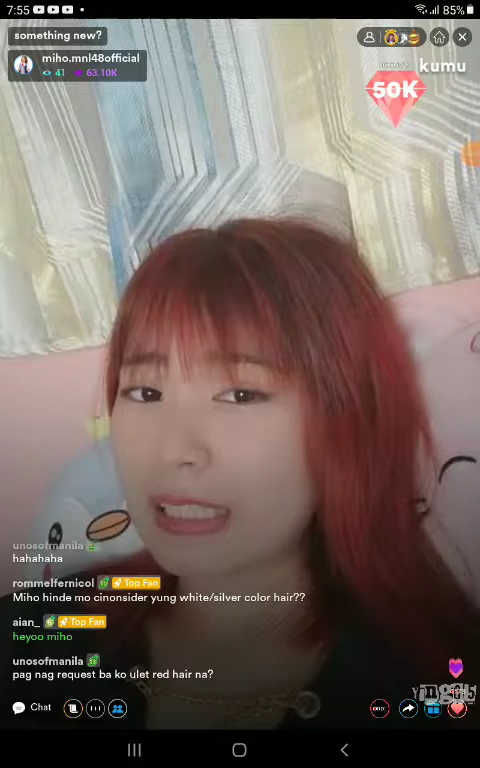 7:55
85%
something new?
miho.mnl48official
41 63.10K
kumu
50K
unosofmanila
hahahaha
rommelfernicol Top Fan
Miho hinde mo cinonsider yung white/silver color hair??
aian_ Top Fan
heyoo miho
unosofmanila
pag nag request ba ko ulet red hair na?
Chat